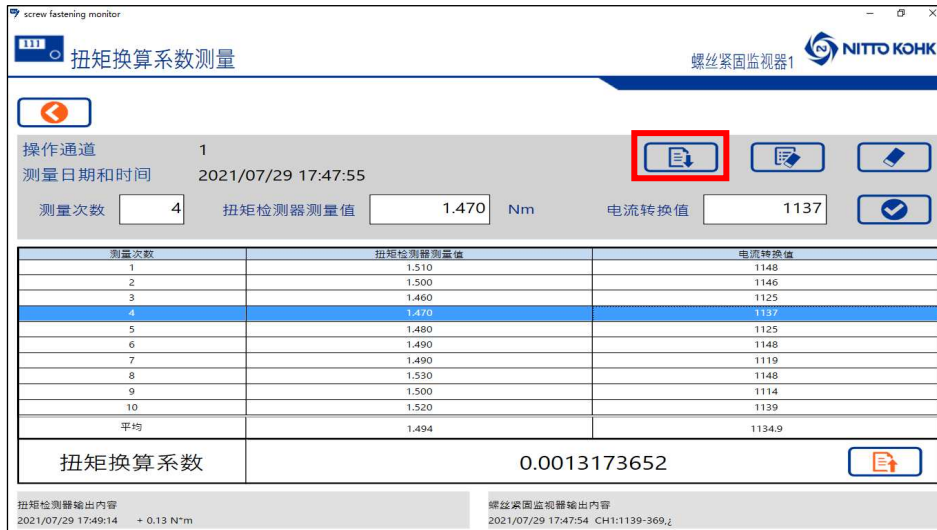 screw fastening monitor
扭矩换算系数测量
螺丝紧固监视器1
NITTO KOHK
操作通道 1
测量日期和时间 2021/07/29 17:47:55
测量次数 4 扭矩检测器测量值 1.470 Nm 电流转换值 1137
测量次数 扭矩检测器测量值 电流转换值
1 1.510 1148
2 1.500 1146
3 1.460 1125
4 1.470 1137
5 1.480 1125
6 1.490 1148
7 1.490 1119
8 1.530 1148
9 1.500 1114
10 1.520 1139
平均 1.494 1134.9
扭矩换算系数 0.0013173652
扭矩检测器输出内容
2021/07/29 17:49:14 + 0.13 N*m
螺丝紧固监视器输出内容
2021/07/29 17:47:54 CH1:1139-369,¿